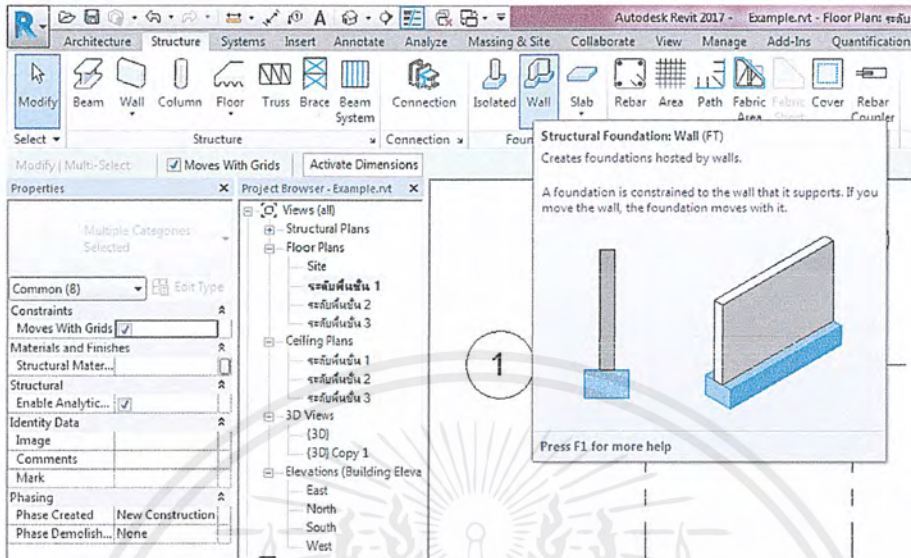 Autodesk Revit 2017 - Example.rvt - Floor Plan: ระดับ
Architecture Structure Systems Insert Annotate Analyze Massing & Site Collaborate View Manage Add-Ins Quantification
Modify Beam Wall Column Floor Truss Brace Beam System Connection Isolated Wall Slab Rebar Area Path Fabric Area Fabric Sheet Cover Rebar Coupler
Select Structure Connection Foun
Modify | Multi-Select Moves With Grids Activate Dimensions
Properties
Multiple Categories Selected
Common (8) Edit Type
Constraints
Moves With Grids
Materials and Finishes
Structural Mater...
Structural
Enable Analytic...
Identity Data
Image
Comments
Mark
Phasing
Phase Created New Construction
Phase Demolish... None
Project Browser - Example.rvt
Views (all)
Structural Plans
Floor Plans
Site
ระดับพื้นชั้น 1
ระดับพื้นชั้น 2
ระดับพื้นชั้น 3
Ceiling Plans
ระดับพื้นชั้น 1
ระดับพื้นชั้น 2
ระดับพื้นชั้น 3
3D Views
{3D}
{3D} Copy 1
Elevations (Building Eleva
East
North
South
West
1
Structural Foundation: Wall (FT)
Creates foundations hosted by walls.
A foundation is constrained to the wall that it supports. If you
move the wall, the foundation moves with it.
Press F1 for more help